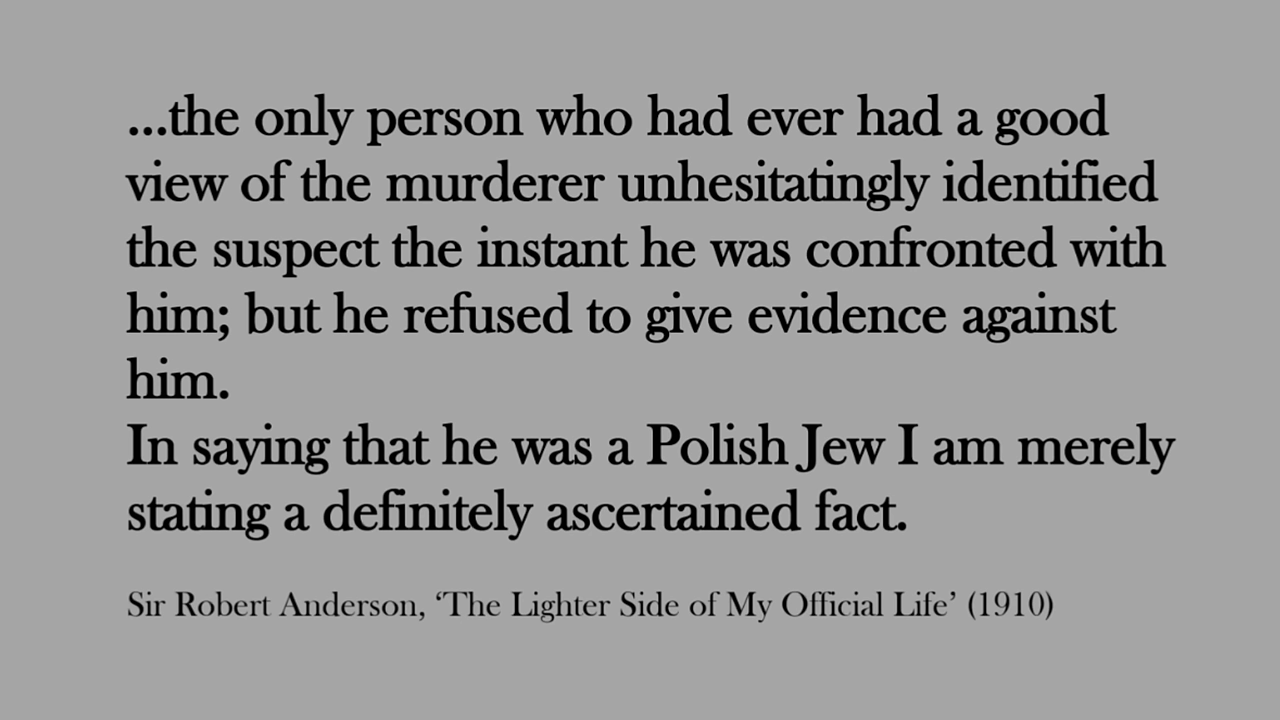 ...the only person who had ever had a good
view of the murderer unhesitatingly identified
the suspect the instant he was confronted with
him; but he refused to give evidence against
him.
In saying that he was a Polish Jew I am merely
stating a definitely ascertained fact.
Sir Robert Anderson, ‘The Lighter Side of My Official Life’ (1910)